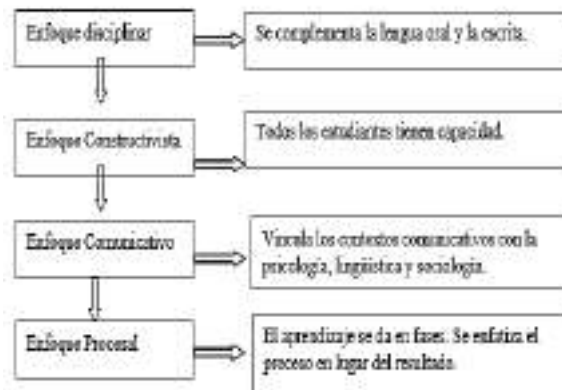 Enfoque disciplinar
Se complementa la lengua oral y la escrita.
Enfoque Constructivista
Todos los estudiantes tienen capacidad.
Enfoque Comunicativo
Vincula los contextos comunicativos con la
psicología, lingüística y sociología.
Enfoque Procesal
El aprendizaje se da en fases. Se enfatiza el
proceso en lugar del resultado.